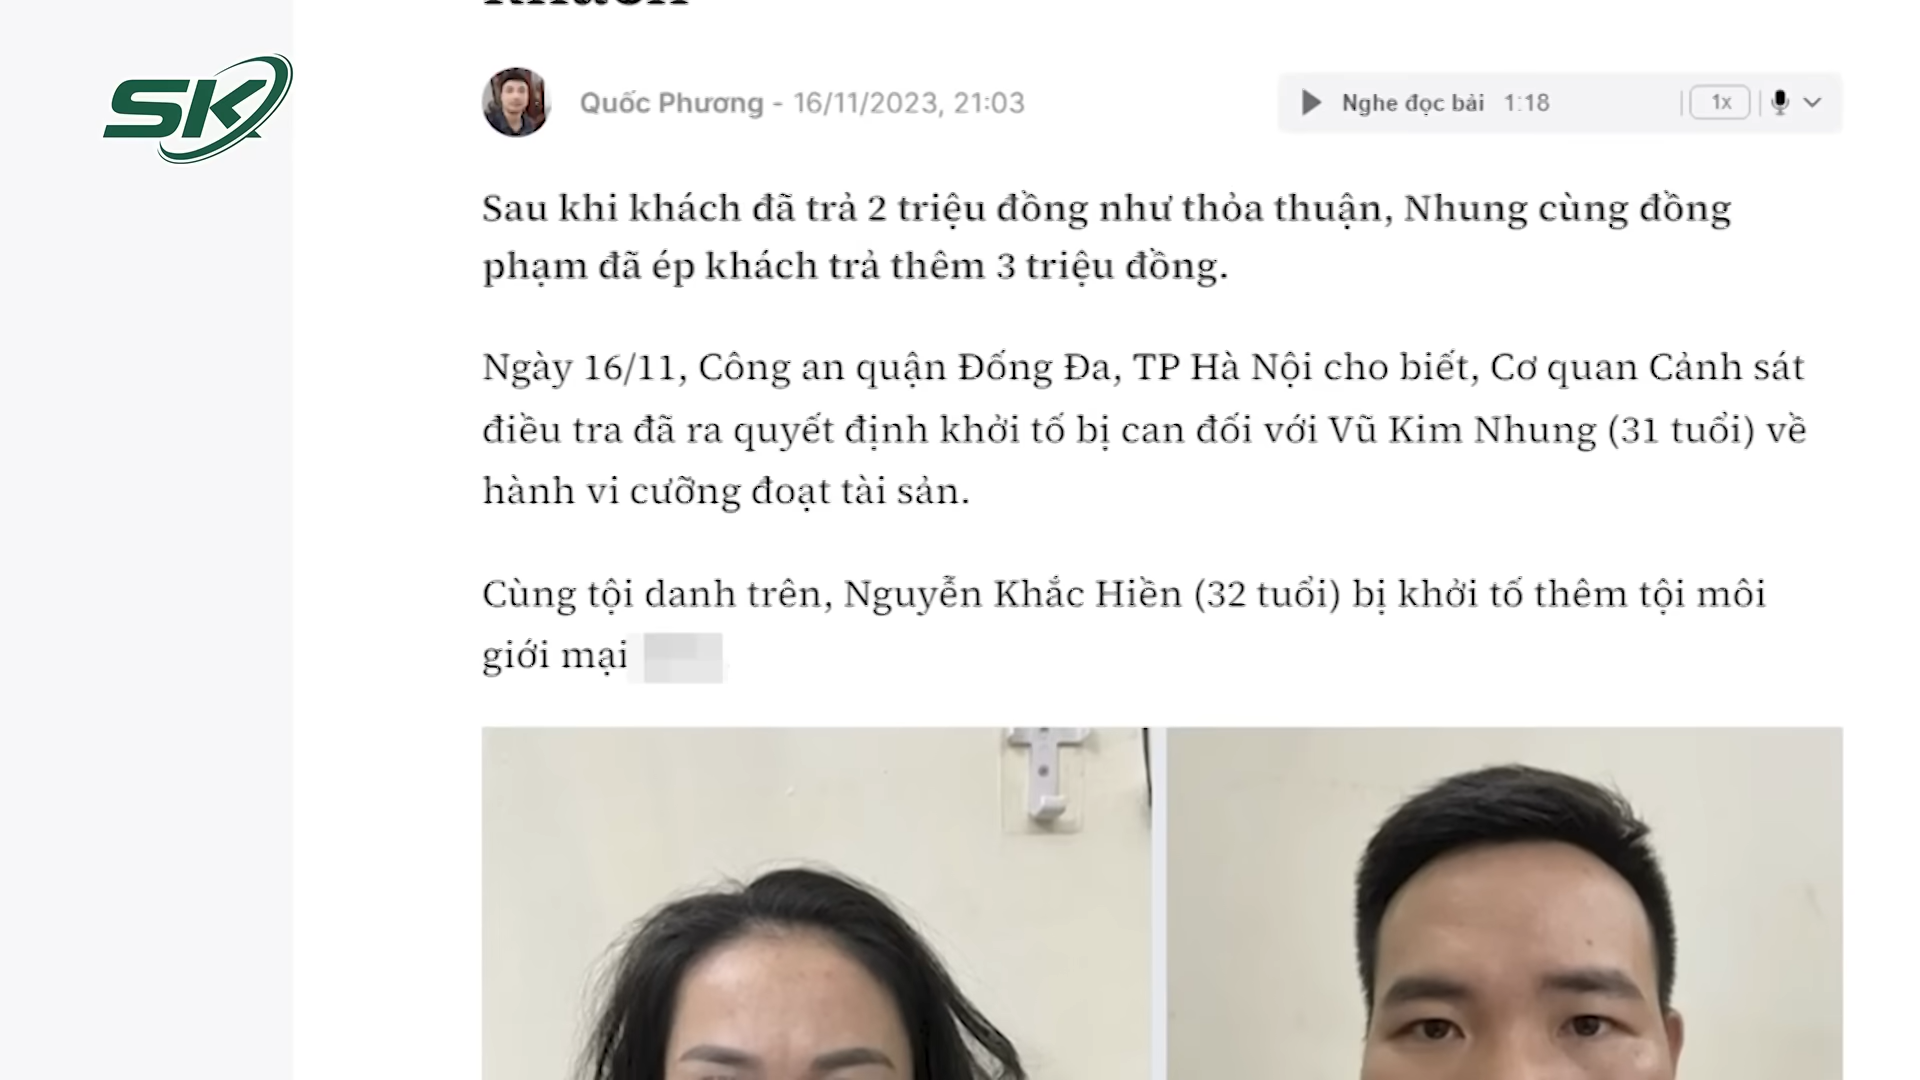 SK
Quốc Phương - 16/11/2023, 21:03
Nghe đọc bài 1:18
1x
Sau khi khách đã trả 2 triệu đồng như thỏa thuận, Nhung cùng đồng
phạm đã ép khách trả thêm 3 triệu đồng.
Ngày 16/11, Công an quận Đống Đa, TP Hà Nội cho biết, Cơ quan Cảnh sát
điều tra đã ra quyết định khởi tố bị can đối với Vũ Kim Nhung (31 tuổi) về
hành vi cưỡng đoạt tài sản.
Cùng tội danh trên, Nguyễn Khắc Hiền (32 tuổi) bị khởi tố thêm tội môi
giới mại